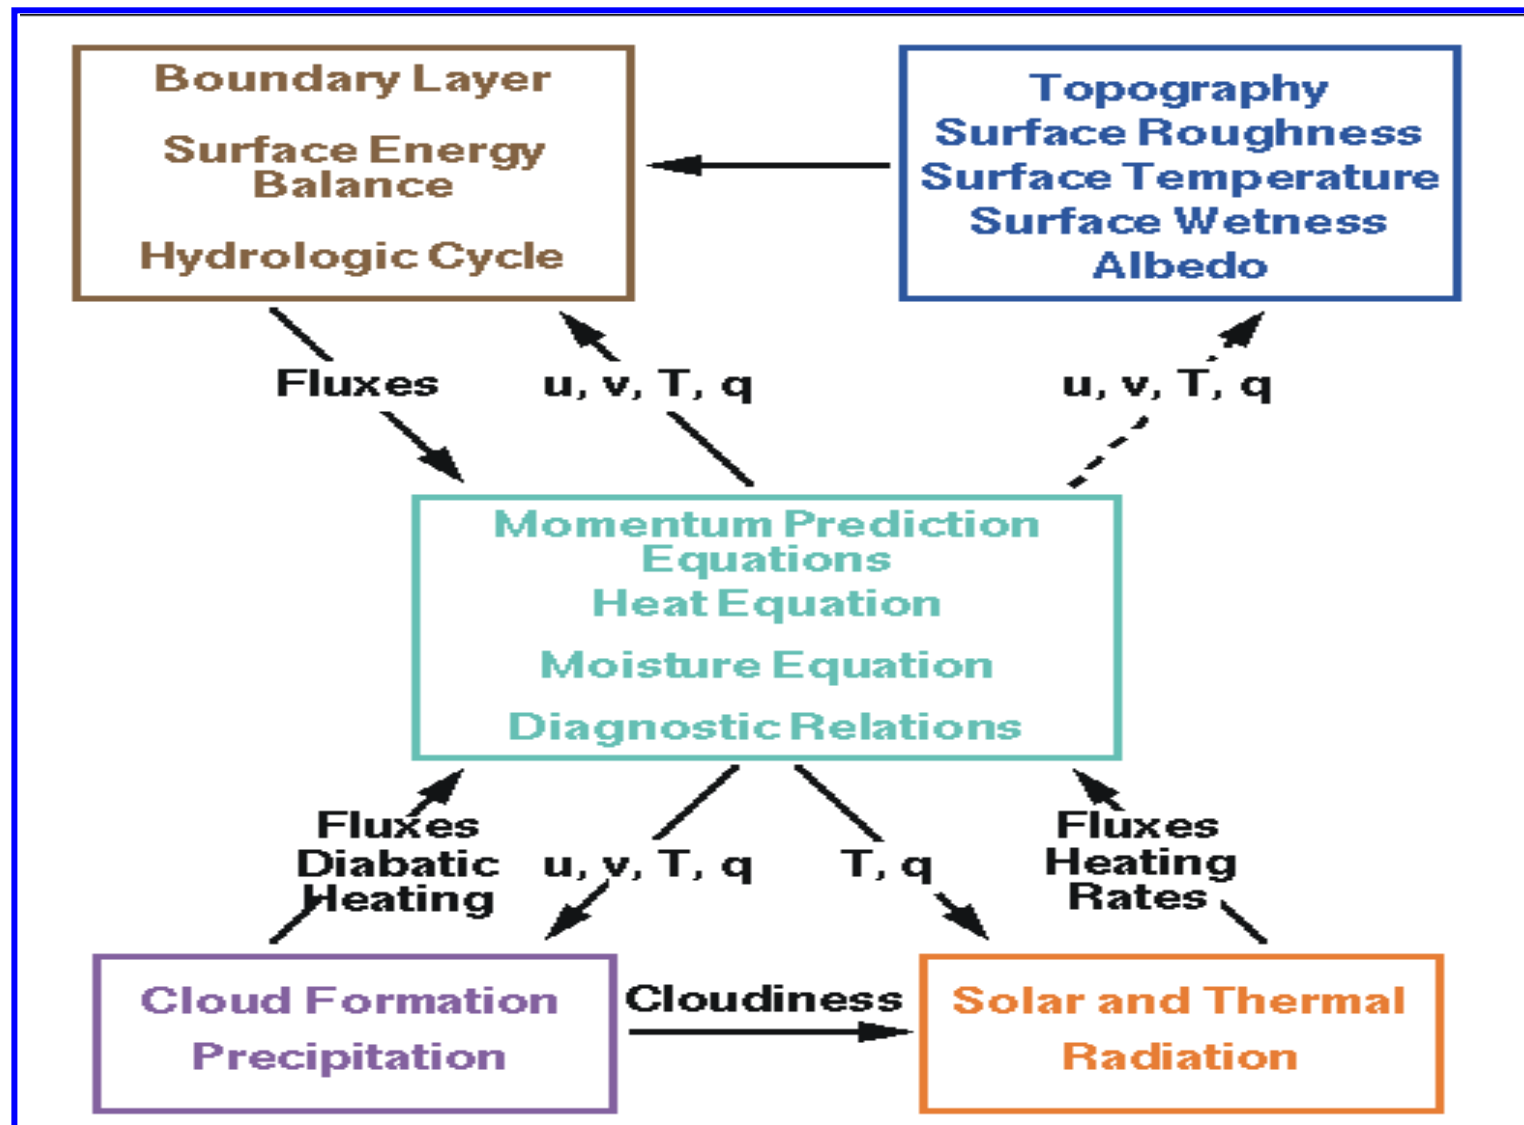 Boundary Layer
Surface Energy
Balance
Hydrologic Cycle
Topography
Surface Roughness
Surface Temperature
Surface Wetness
Albedo
Fluxes
u, v, T, q
u, v, T, q
Momentum Prediction
Equations
Heat Equation
Moisture Equation
Diagnostic Relations
Fluxes
Diabatic
Heating
u, v, T, q
T, q
Fluxes
Heating
Rates
Cloud Formation
Precipitation
Cloudiness
Solar and Thermal
Radiation